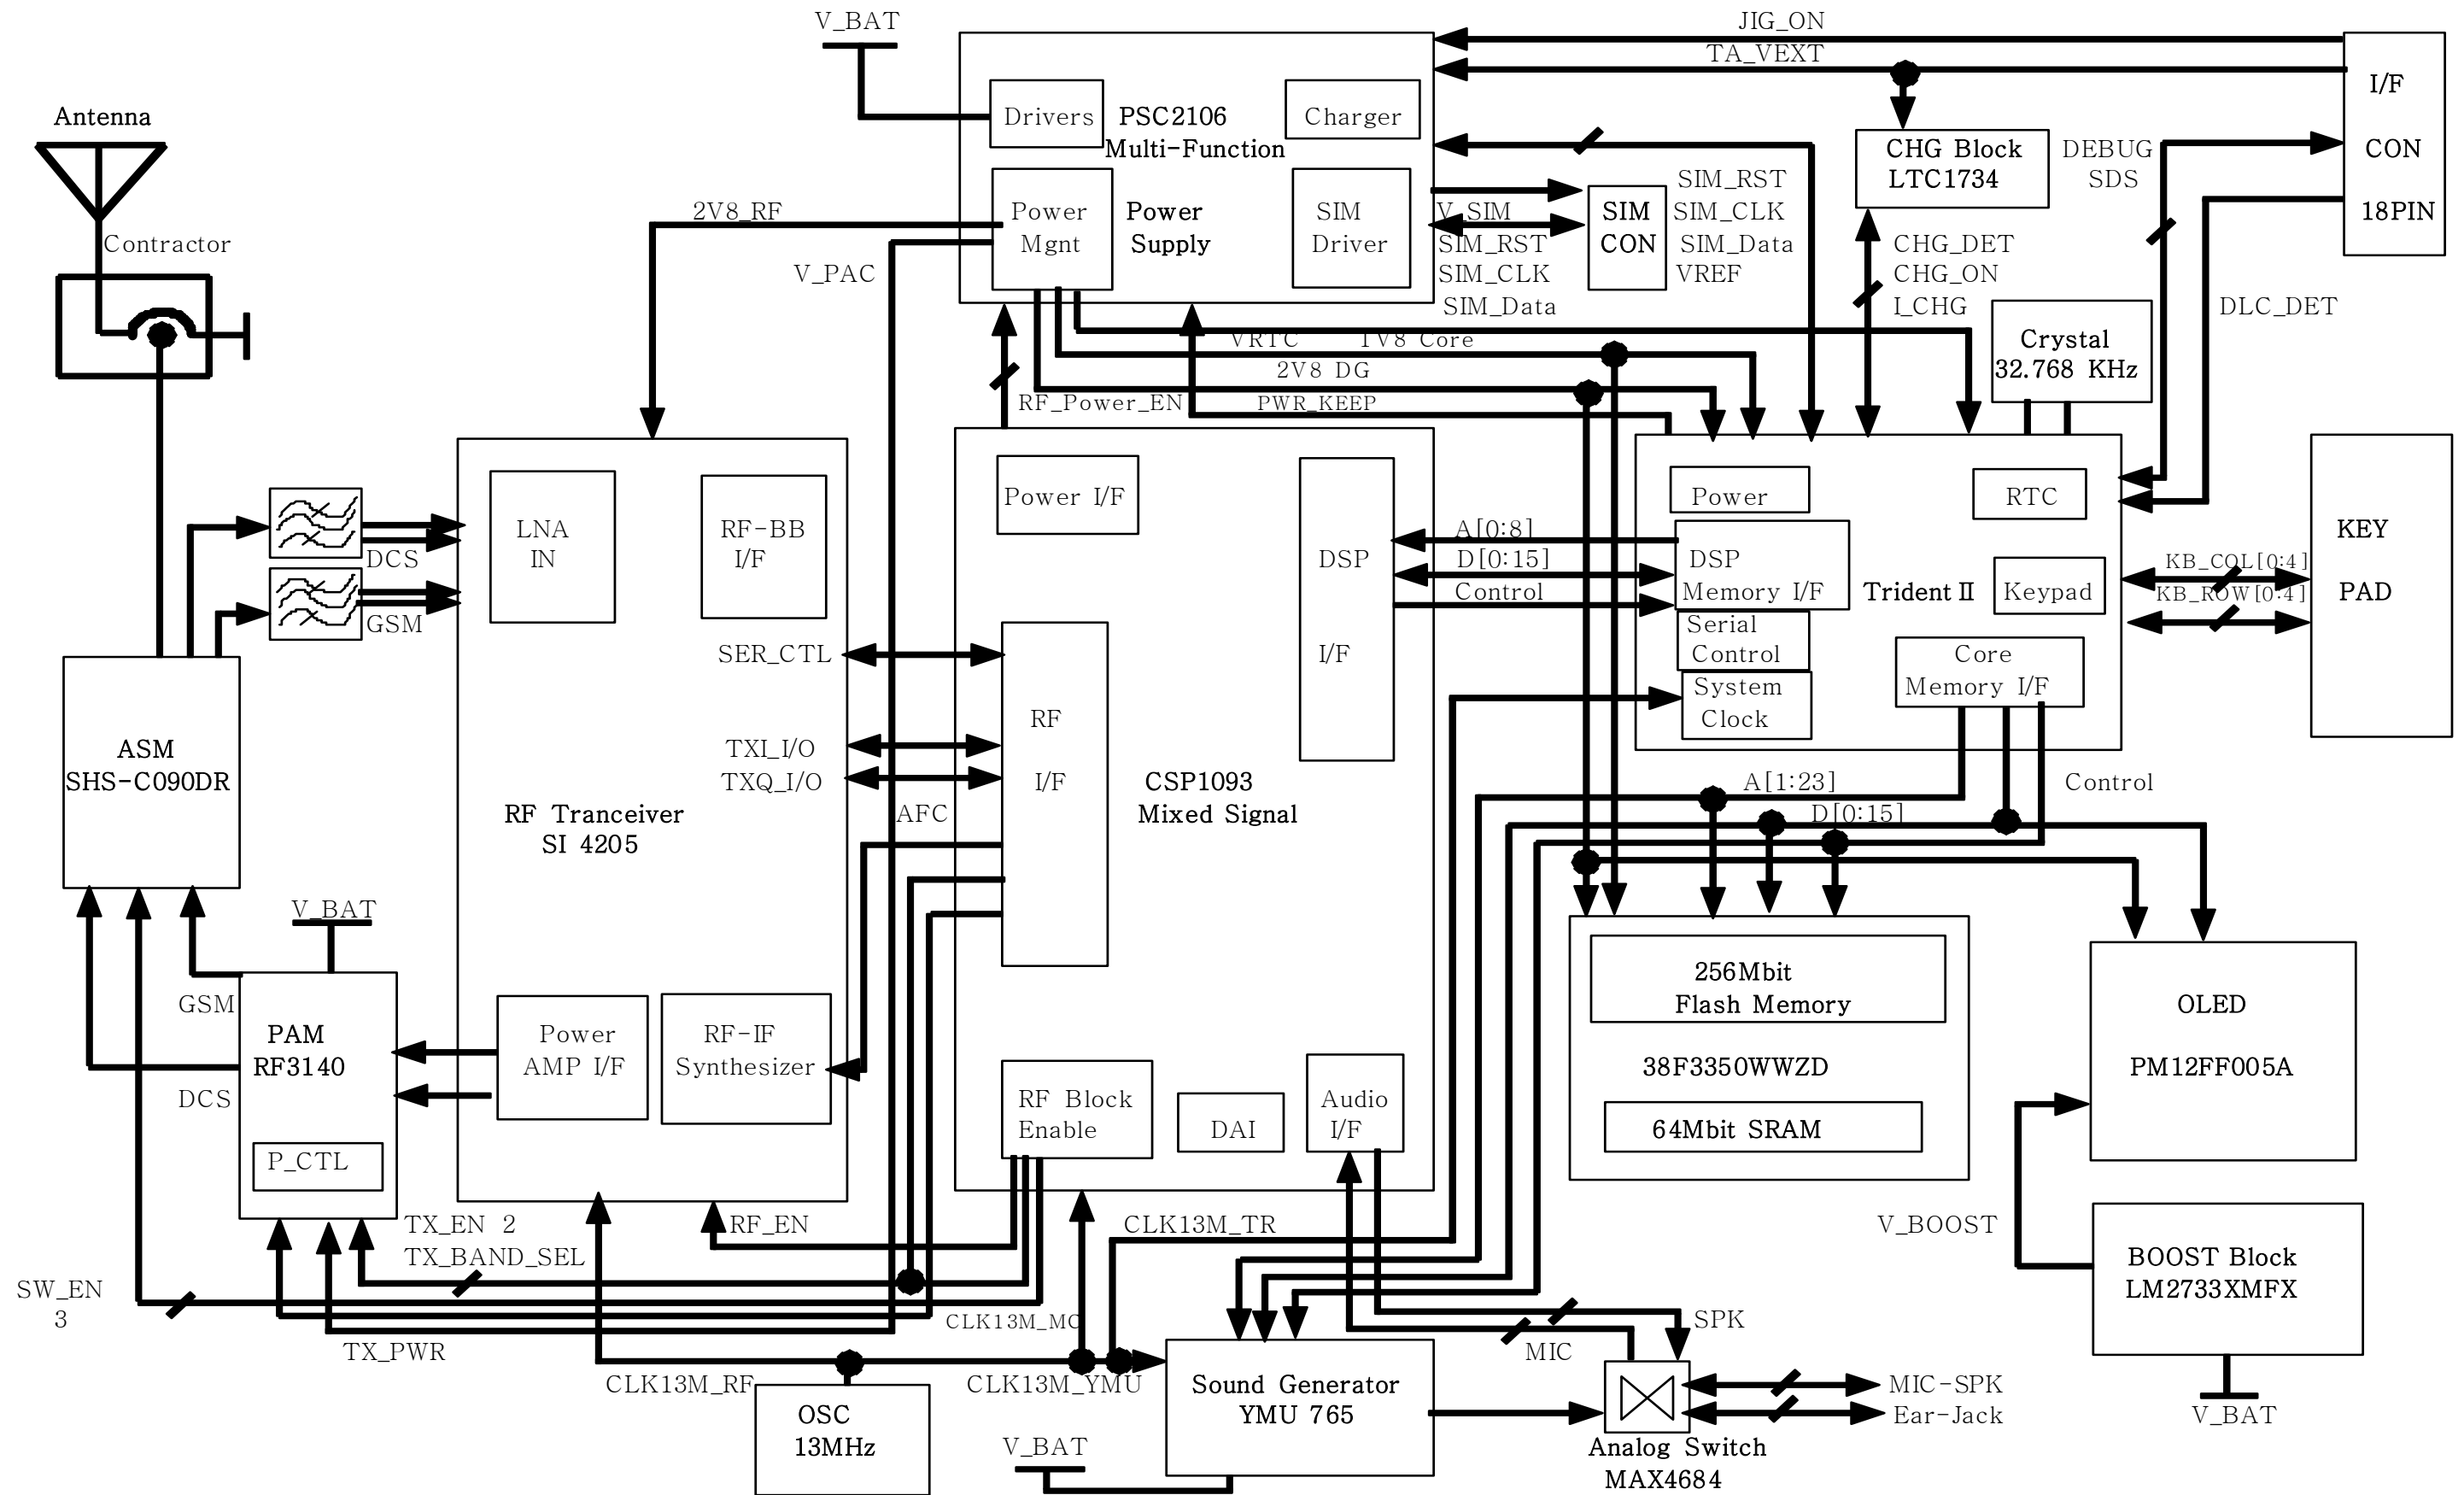 V_BAT
JIG_ON
TA_VEXT
I/F
CON
18PIN
Antenna
Contractor
Drivers
PSC2106
Multi-Function
Charger
Power
Mgnt
Power
Supply
SIM
Driver
2V8_RF
V_PAC
V_SIM
SIM_RST
SIM_CLK
SIM_Data
SIM
CON
SIM_RST
SIM_CLK
SIM_Data
VREF
CHG Block
LTC1734
DEBUG
SDS
CHG_DET
CHG_ON
I_CHG
DLC_DET
Crystal
32.768 KHz
VRTC
1V8 Core
2V8 DG
RF_Power_EN
PWR_KEEP
LNA
IN
RF-BB
I/F
DCS
GSM
Power I/F
DSP
I/F
A[0:8]
D[0:15]
Control
Power
RTC
DSP
Memory I/F
Trident II
Keypad
Serial
Control
System
Clock
Core
Memory I/F
KB_COL[0:4]
KB_ROW[0:4]
KEY
PAD
SER_CTL
TXI_I/O
TXQ_I/O
AFC
RF
I/F
CSP1093
Mixed Signal
ASM
SHS-C090DR
RF Tranceiver
SI 4205
A[1:23]
D[0:15]
Control
V_BAT
GSM
DCS
PAM
RF3140
P_CTL
Power
AMP I/F
RF-IF
Synthesizer
RF Block
Enable
DAI
Audio
I/F
256Mbit
Flash Memory
38F3350WWZD
64Mbit SRAM
OLED
PM12FF005A
V_BOOST
BOOST Block
LM2733XMFX
V_BAT
TX_EN 2
TX_BAND_SEL
RF_EN
CLK13M_TR
SW_EN
3
TX_PWR
CLK13M_MC
CLK13M_RF
CLK13M_YMU
OSC
13MHz
V_BAT
Sound Generator
YMU 765
SPK
MIC
MIC-SPK
Ear-Jack
Analog Switch
MAX4684